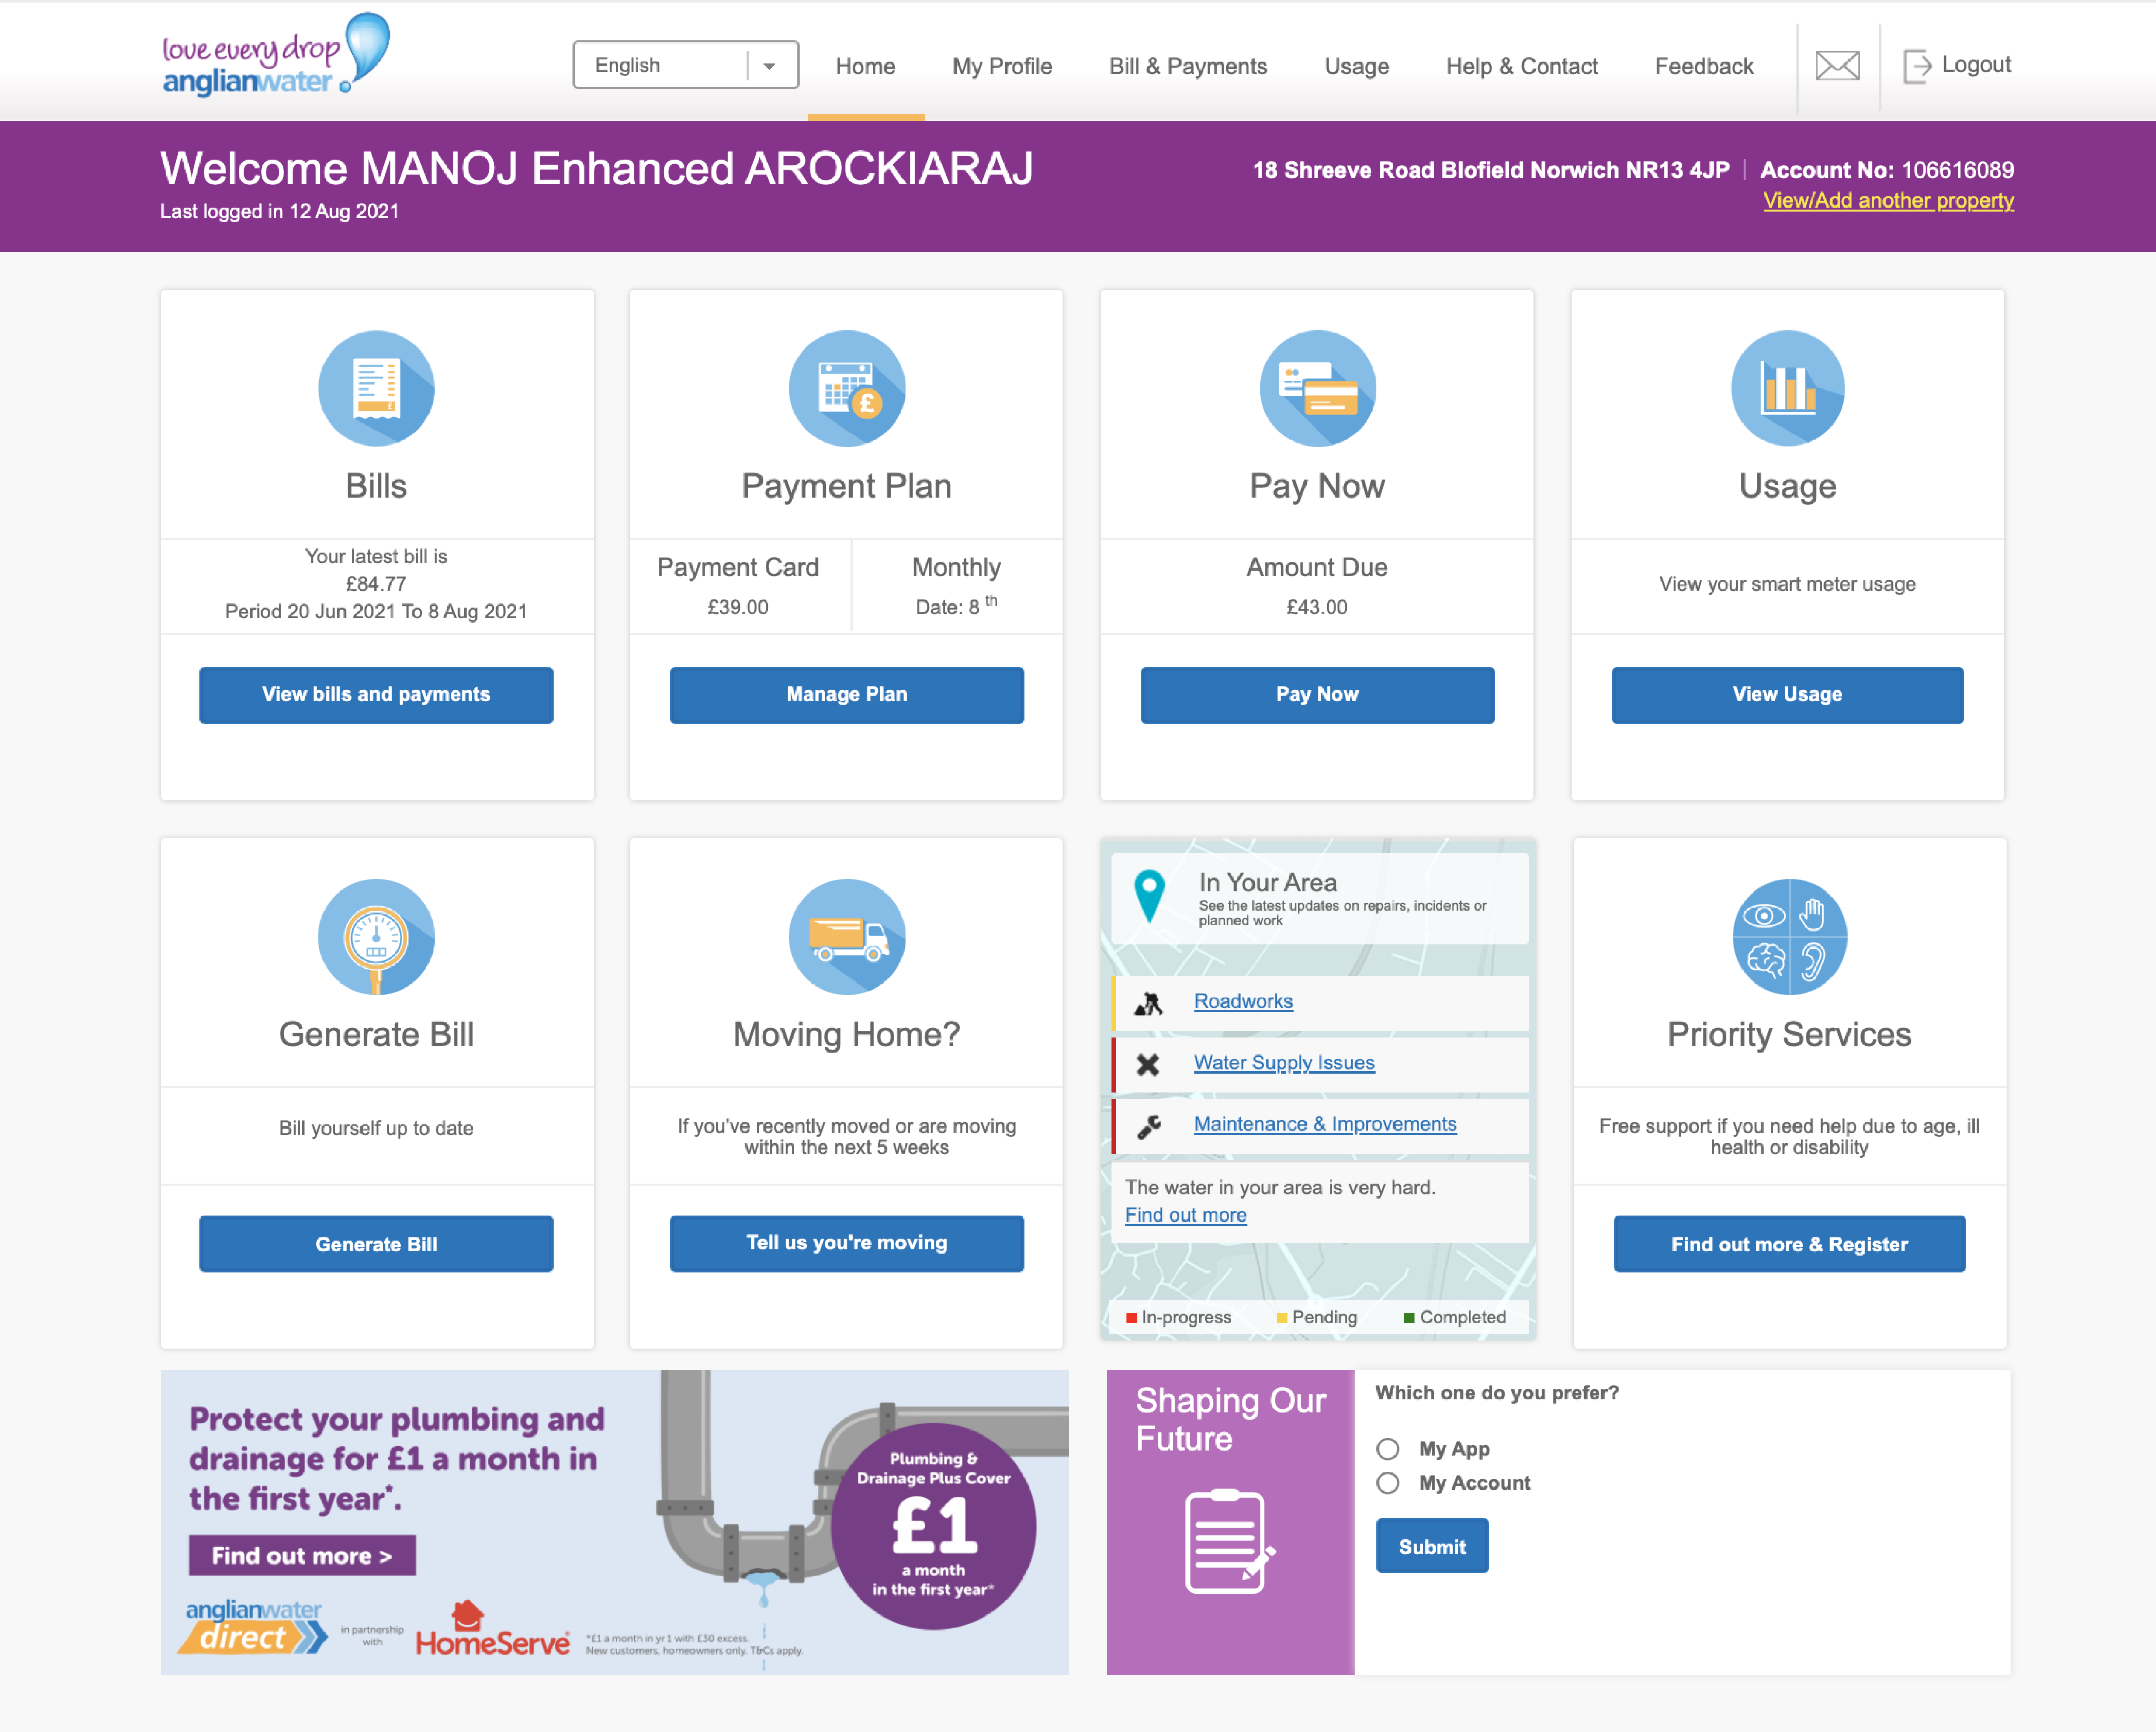 love every drop
anglianwater
English
Home
My Profile
Bill & Payments
Usage
Help & Contact
Feedback
Logout
Welcome MANOJ Enhanced AROCKIARAJ
Last logged in 12 Aug 2021
18 Shreeve Road Blofield Norwich NR13 4JP
Account No: 106616089
View/Add another property
Bills
Your latest bill is
£84.77
Period 20 Jun 2021 To 8 Aug 2021
View bills and payments
£
Payment Plan
Payment Card
£39.00
Monthly
Date: 8 th
Manage Plan
Pay Now
Amount Due
£43.00
Pay Now
Usage
View your smart meter usage
View Usage
Generate Bill
Bill yourself up to date
Generate Bill
Moving Home?
If you've recently moved or are moving
within the next 5 weeks
Tell us you're moving
In Your Area
See the latest updates on repairs, incidents or
planned work
Roadworks
Water Supply Issues
Maintenance & Improvements
The water in your area is very hard.
Find out more
In-progress
Pending
Completed
Priority Services
Free support if you need help due to age, ill
health or disability
Find out more & Register
Protect your plumbing and
drainage for £1 a month in
the first year*.
Find out more >
anglianwater
direct
in partnership
with
HomeServe
*£1 a month in yr 1 with £30 excess.
New customers, homeowners only. T&Cs apply.
Plumbing &
Drainage Plus Cover
£1
a month
in the first year*
Shaping Our
Future
Which one do you prefer?
My App
My Account
Submit